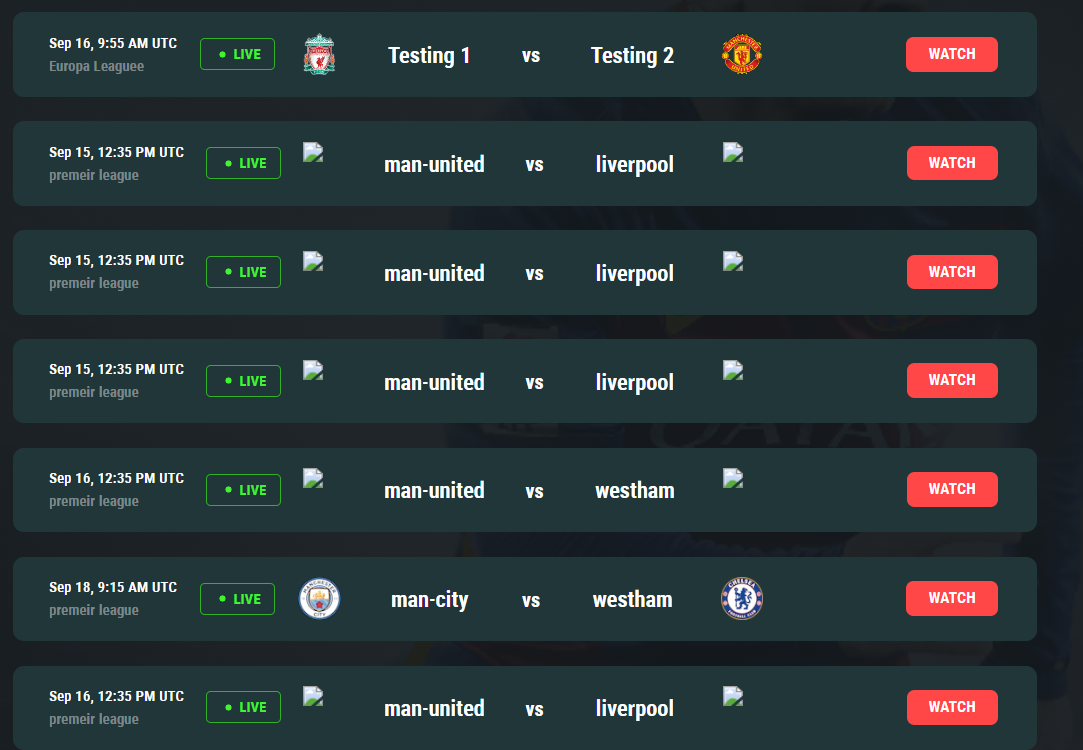 Sep 16, 9:55 AM UTC
Europa Leaguee
• LIVE
Testing 1 vs Testing 2
WATCH
Sep 15, 12:35 PM UTC
premeir league
• LIVE
man-united vs liverpool
WATCH
Sep 15, 12:35 PM UTC
premeir league
• LIVE
man-united vs liverpool
WATCH
Sep 15, 12:35 PM UTC
premeir league
• LIVE
man-united vs liverpool
WATCH
Sep 16, 12:35 PM UTC
premeir league
• LIVE
man-united vs westham
WATCH
Sep 18, 9:15 AM UTC
premeir league
• LIVE
MANCHESTER
CITY
man-city vs westham
CHELSEA
FOOTBALL CLUB
WATCH
Sep 16, 12:35 PM UTC
premeir league
• LIVE
man-united vs liverpool
WATCH